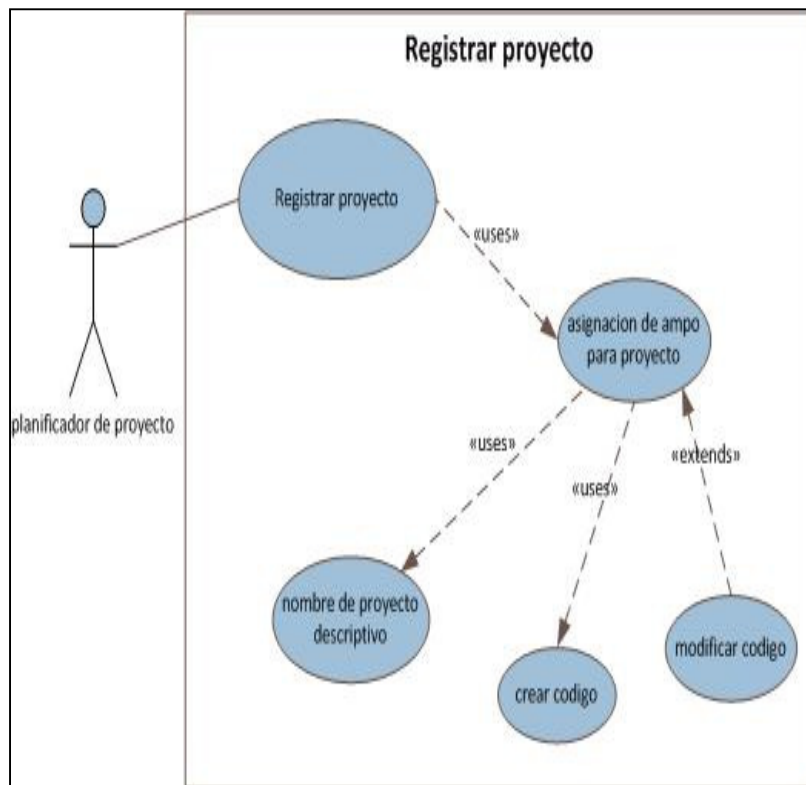 Registrar proyecto
Registrar proyecto
«uses»
asignacion de ampo
para proyecto
planificador de proyecto
«uses»
«uses»
«extends»
nombre de proyecto
descriptivo
crear codigo
modificar codigo